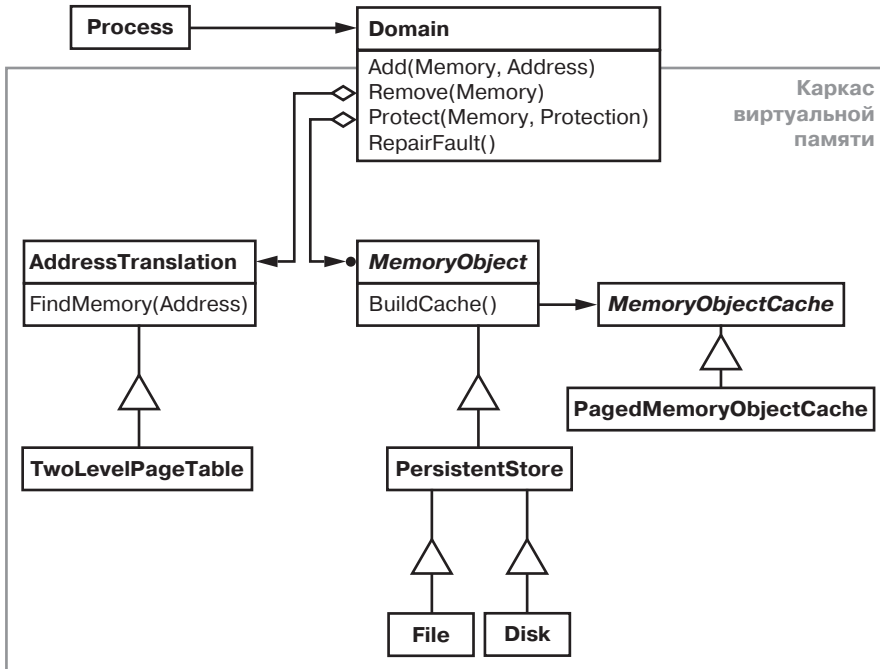 Process
Domain
Add(Memory, Address)
Remove(Memory)
Protect(Memory, Protection)
RepairFault()
Каркас
виртуальной
памяти
AddressTranslation
FindMemory(Address)
MemoryObject
BuildCache()
MemoryObjectCache
PagedMemoryObjectCache
TwoLevelPageTable
PersistentStore
File
Disk